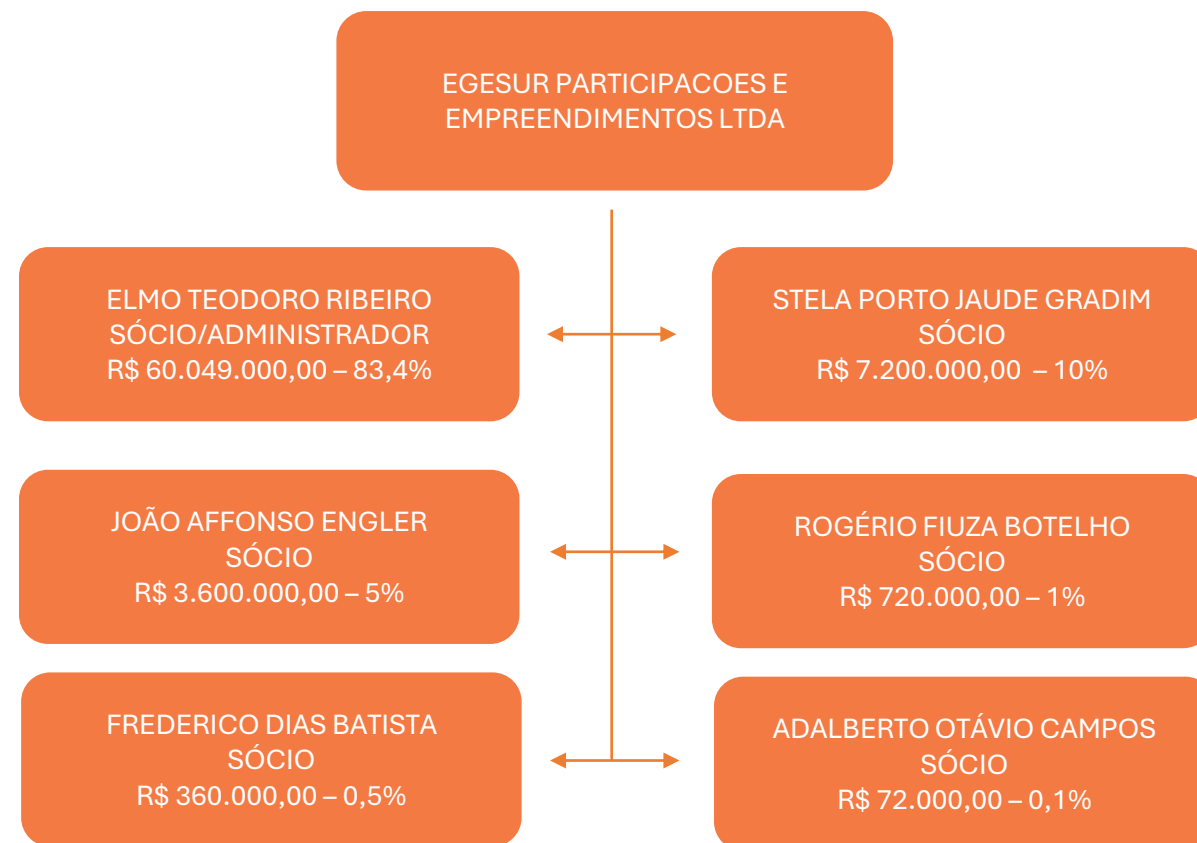 EGESUR PARTICIPACOES E
EMPREENDIMENTOS LTDA
ELMO TEODORO RIBEIRO
SÓCIO/ADMINISTRADOR
R$ 60.049.000,00 – 83,4%
STELA PORTO JAUDE GRADIM
SÓCIO
R$ 7.200.000,00 – 10%
JOÃO AFFONSO ENGLER
SÓCIO
R$ 3.600.000,00 – 5%
ROGÉRIO FIUZA BOTELHO
SÓCIO
R$ 720.000,00 – 1%
FREDERICO DIAS BATISTA
SÓCIO
R$ 360.000,00 – 0,5%
ADALBERTO OTÁVIO CAMPOS
SÓCIO
R$ 72.000,00 – 0,1%